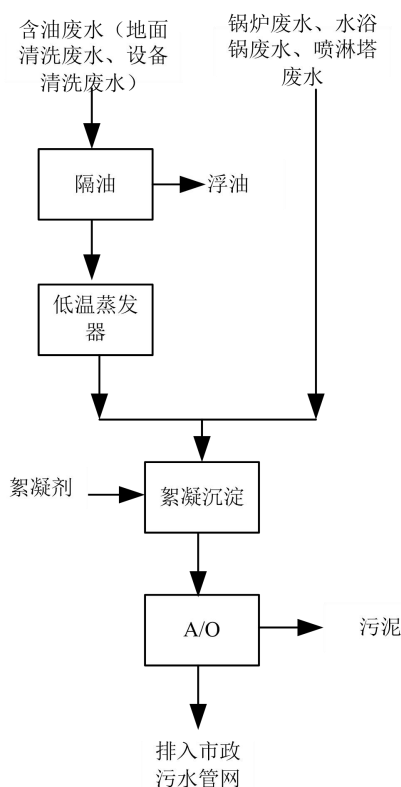 含油废水（地面
清洗废水、设备
清洗废水）
锅炉废水、水浴
锅废水、喷淋塔
废水
隔油
浮油
低温蒸发
器
絮凝剂
絮凝沉淀
A/O
污泥
排入市政
污水管网